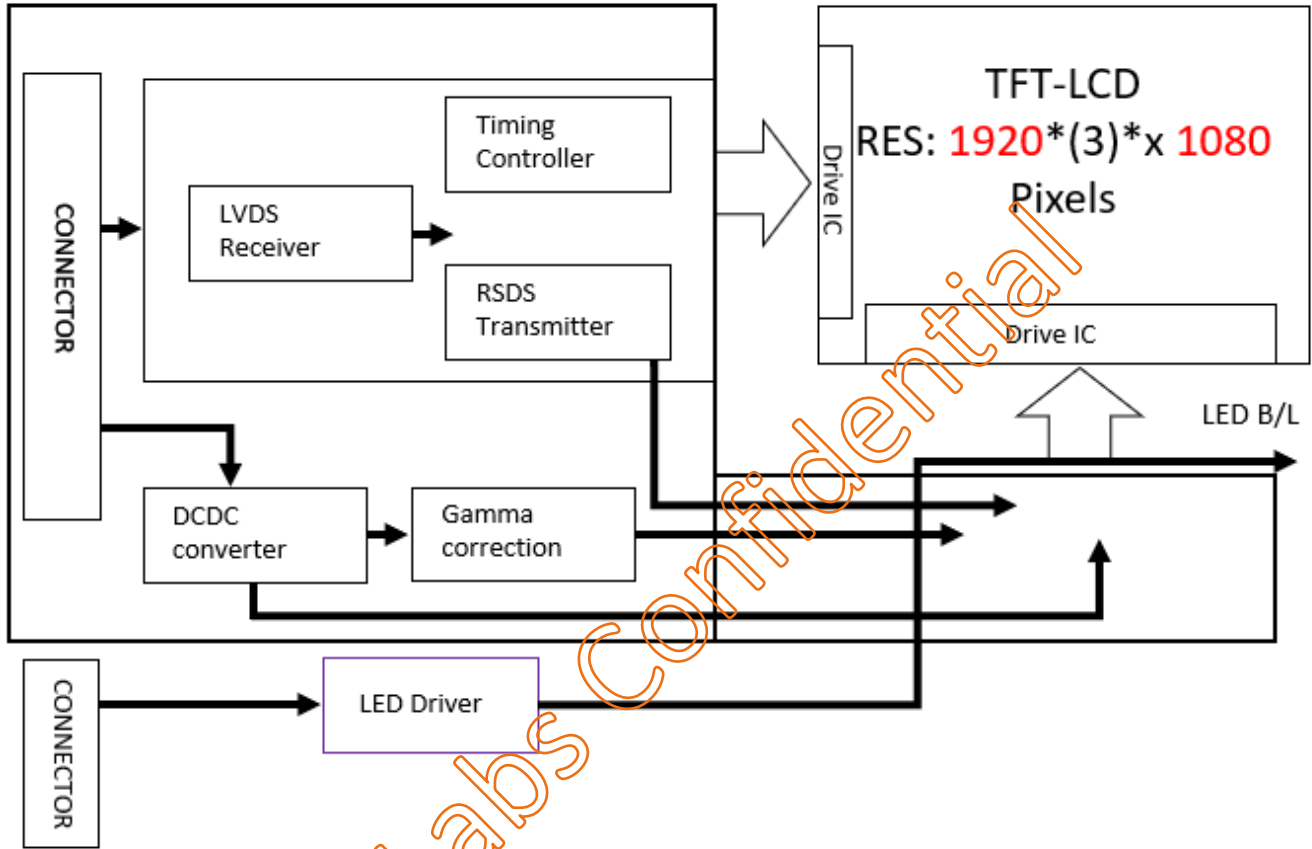 CONNECTOR
LVDS
Receiver
Timing
Controller
RSDS
Transmitter
DCDC
converter
Gamma
correction
TFT-LCD
RES: 1920*(3)*x 1080
Pixels
Drive IC
Drive IC
LED B/L
CONNECTOR
LED Driver
abs Confidential